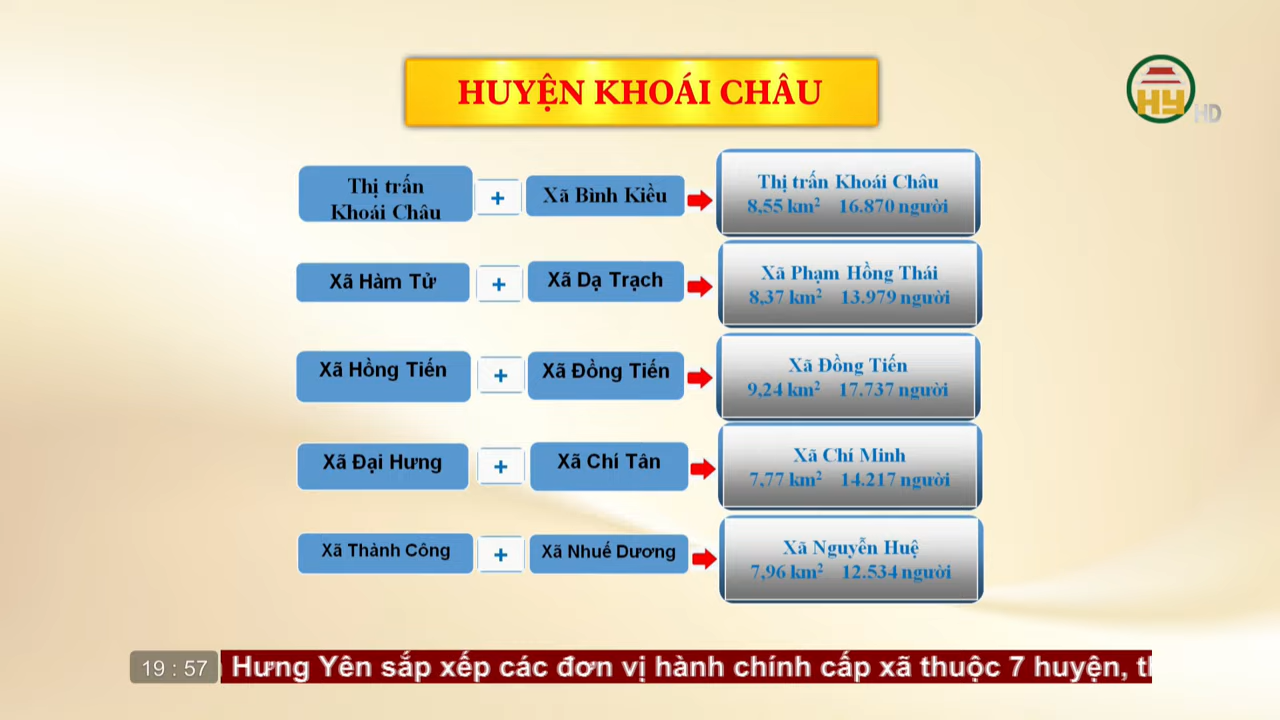 HUYỆN KHOÁI CHÂU
HY HD
Thị trấn
Khoái Châu
+
Xã Bình Kiều
Thị trấn Khoái Châu
8,55 km² 16.870 người
Xã Hàm Tử
+
Xã Dạ Trạch
Xã Phạm Hồng Thái
8,37 km² 13.979 người
Xã Hồng Tiến
+
Xã Đồng Tiến
Xã Đồng Tiến
9,24 km² 17.737 người
Xã Đại Hưng
+
Xã Chí Tân
Xã Chí Minh
7,77 km² 14.217 người
Xã Thành Công
+
Xã Nhuế Dương
Xã Nguyễn Huệ
7,96 km² 12.534 người
19 : 57
Hưng Yên sắp xếp các đơn vị hành chính cấp xã thuộc 7 huyện,